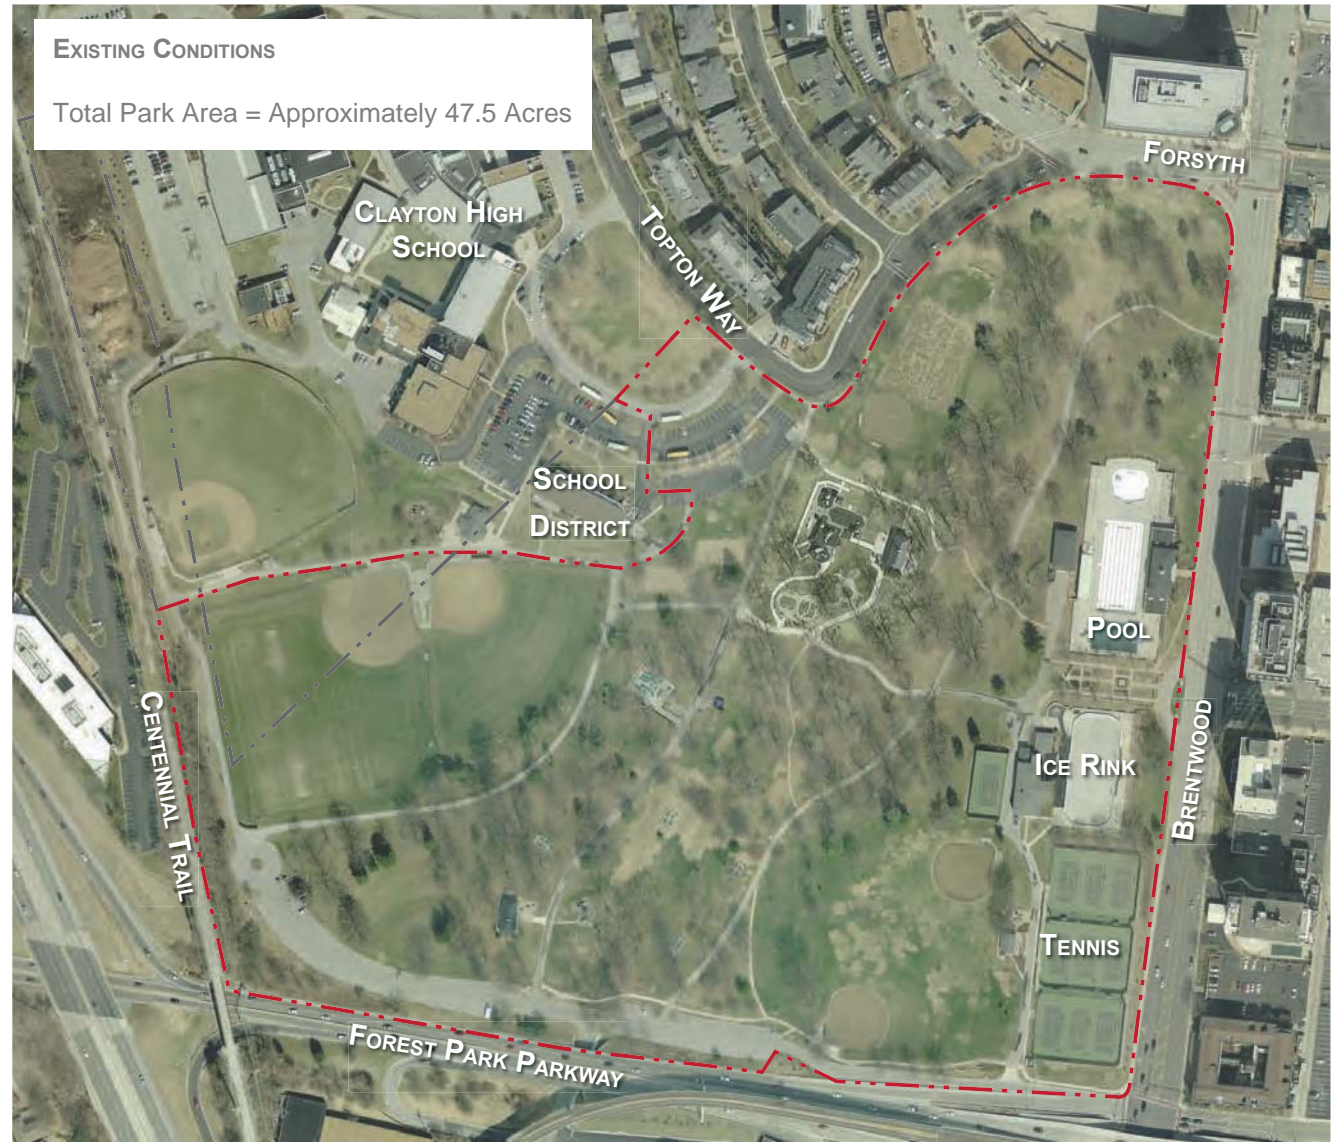 Existing Conditions
Total Park Area = Approximately 47.5 Acres
Forsyth
Clayton High
School
Topton Way
School
District
Pool
Centennial Trail
Ice Rink
Brentwood
Tennis
Forest Park Parkway